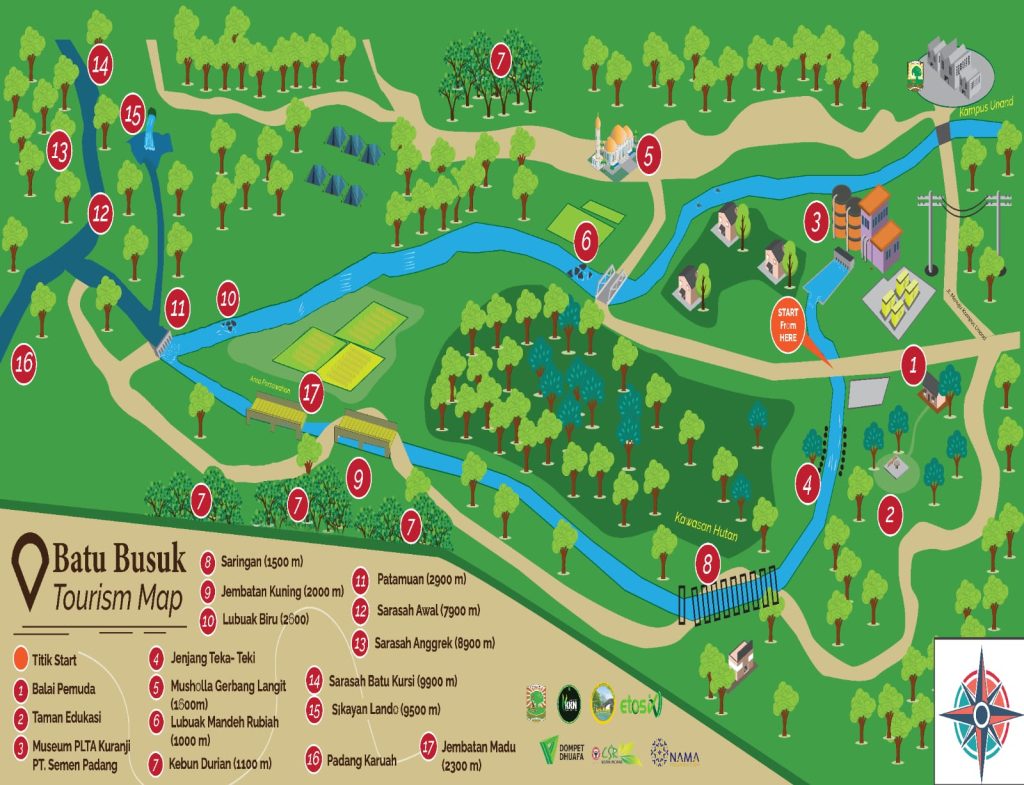 14
15
13
12
16
11
10
17
7
5
6
3
4
1
2
9
8
7
7
7
Kampus Unand
START
From
HERE
Area Persawahan
Kawasan Hutan
Batu Busuk
Tourism Map
Titik Start
1 Balai Pemuda
2 Taman Edukasi
3 Museum PLTA Kuranji
PT. Semen Padang
4 Jenjang Teka- Teki
5 Musholla Gerbang Langit
(1600m)
6 Lubuak Mandeh Rubiah
(1000 m)
7 Kebun Durian (1100 m)
8 Saringan (1500 m)
9 Jembatan Kuning (2000 m)
10 Lubuak Biru (2600)
11 Patamuan (2900 m)
12 Sarasah Awal (7900 m)
13 Sarasah Anggrek (8900 m)
14 Sarasah Batu Kursi (9900 m)
15 Sikayan Lando (9500 m)
16 Padang Karuah
17 Jembatan Madu
(2300 m)
KKN
etos
DOMPET
DHUAFA
CSR
NAMA